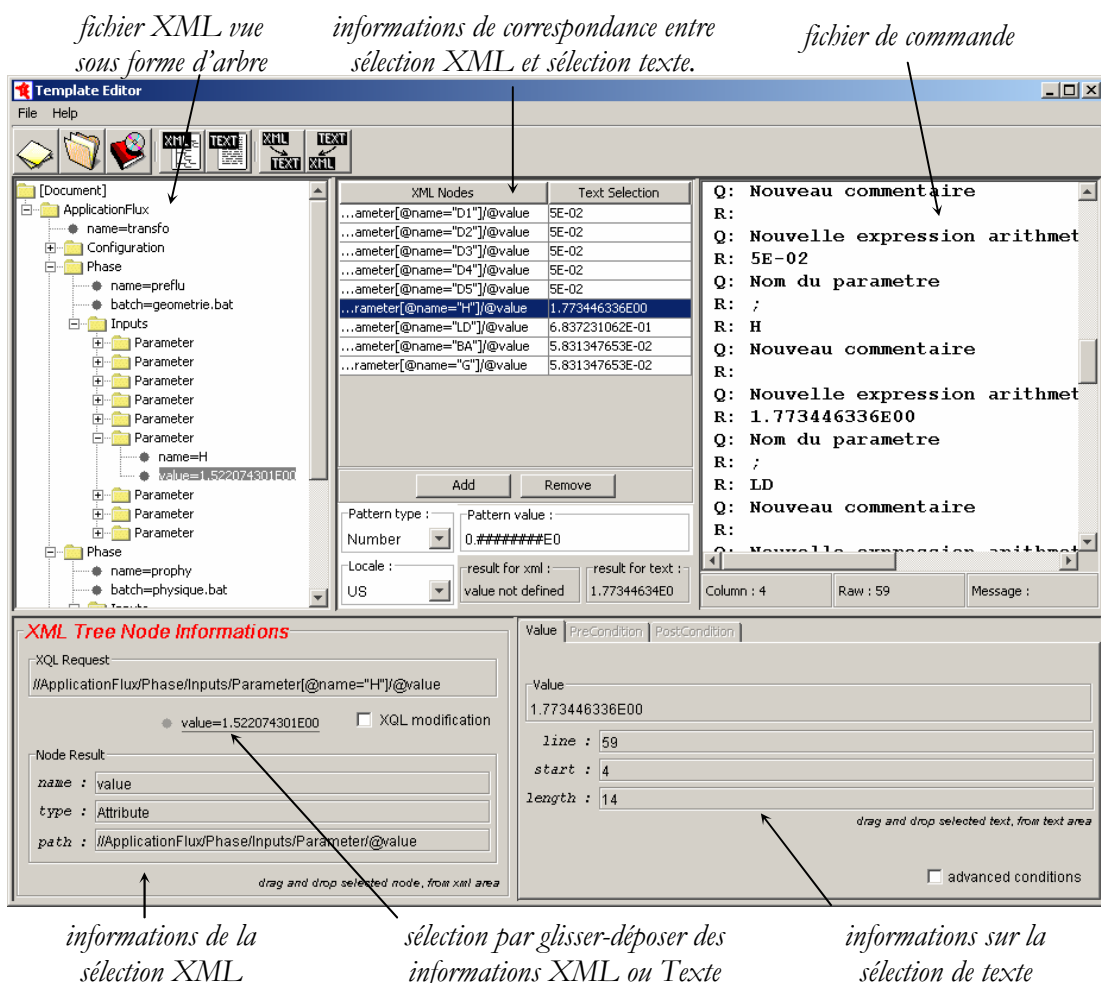 fichier XML vue
sous forme d'arbre
informations de correspondance entre
sélection XML et sélection texte.
fichier de commande
Template Editor
File Help
XML TEXT XML TEXT TEXT XML
[Document]
ApplicationFlux
name=transfo
Configuration
Phase
name=preflu
batch=geometrie.bat
Inputs
Parameter
Parameter
Parameter
Parameter
Parameter
Parameter
name=H
value=1.522074301E00
Parameter
Parameter
Parameter
Phase
name=prophy
batch=physique.bat
XML Nodes Text Selection
...ameter[@name="D1"]/@value 5E-02
...ameter[@name="D2"]/@value 5E-02
...ameter[@name="D3"]/@value 5E-02
...ameter[@name="D4"]/@value 5E-02
...ameter[@name="D5"]/@value 5E-02
...rameter[@name="H"]/@value 1.773446336E00
...ameter[@name="LD"]/@value 6.837231062E-01
...ameter[@name="BA"]/@value 5.831347653E-02
...rameter[@name="G"]/@value 5.831347653E-02
Add Remove
Pattern type : Pattern value :
Number 0.########E0
Locale : result for xml : result for text :
US value not defined 1.77344634E0
Q: Nouveau commentaire
R:
Q: Nouvelle expression arithmet
R: 5E-02
Q: Nom du parametre
R: ;
R: H
Q: Nouveau commentaire
R:
Q: Nouvelle expression arithmet
R: 1.773446336E00
Q: Nom du parametre
R: ;
R: LD
Q: Nouveau commentaire
R:
Q: Nouvelle expression arithmet
Column : 4 Raw : 59 Message :
XML Tree Node Informations
XQL Request
//ApplicationFlux/Phase/Inputs/Parameter[@name="H"]/@value
value=1.522074301E00 XQL modification
Node Result
name : value
type : Attribute
path : //ApplicationFlux/Phase/Inputs/Parameter/@value
drag and drop selected node, from xml area
Value PreCondition PostCondition
Value
1.773446336E00
line : 59
start : 4
length : 14
drag and drop selected text, from text area
advanced conditions
informations de la
sélection XML
sélection par glisser-déposer des
informations XML ou Texte
informations sur la
sélection de texte